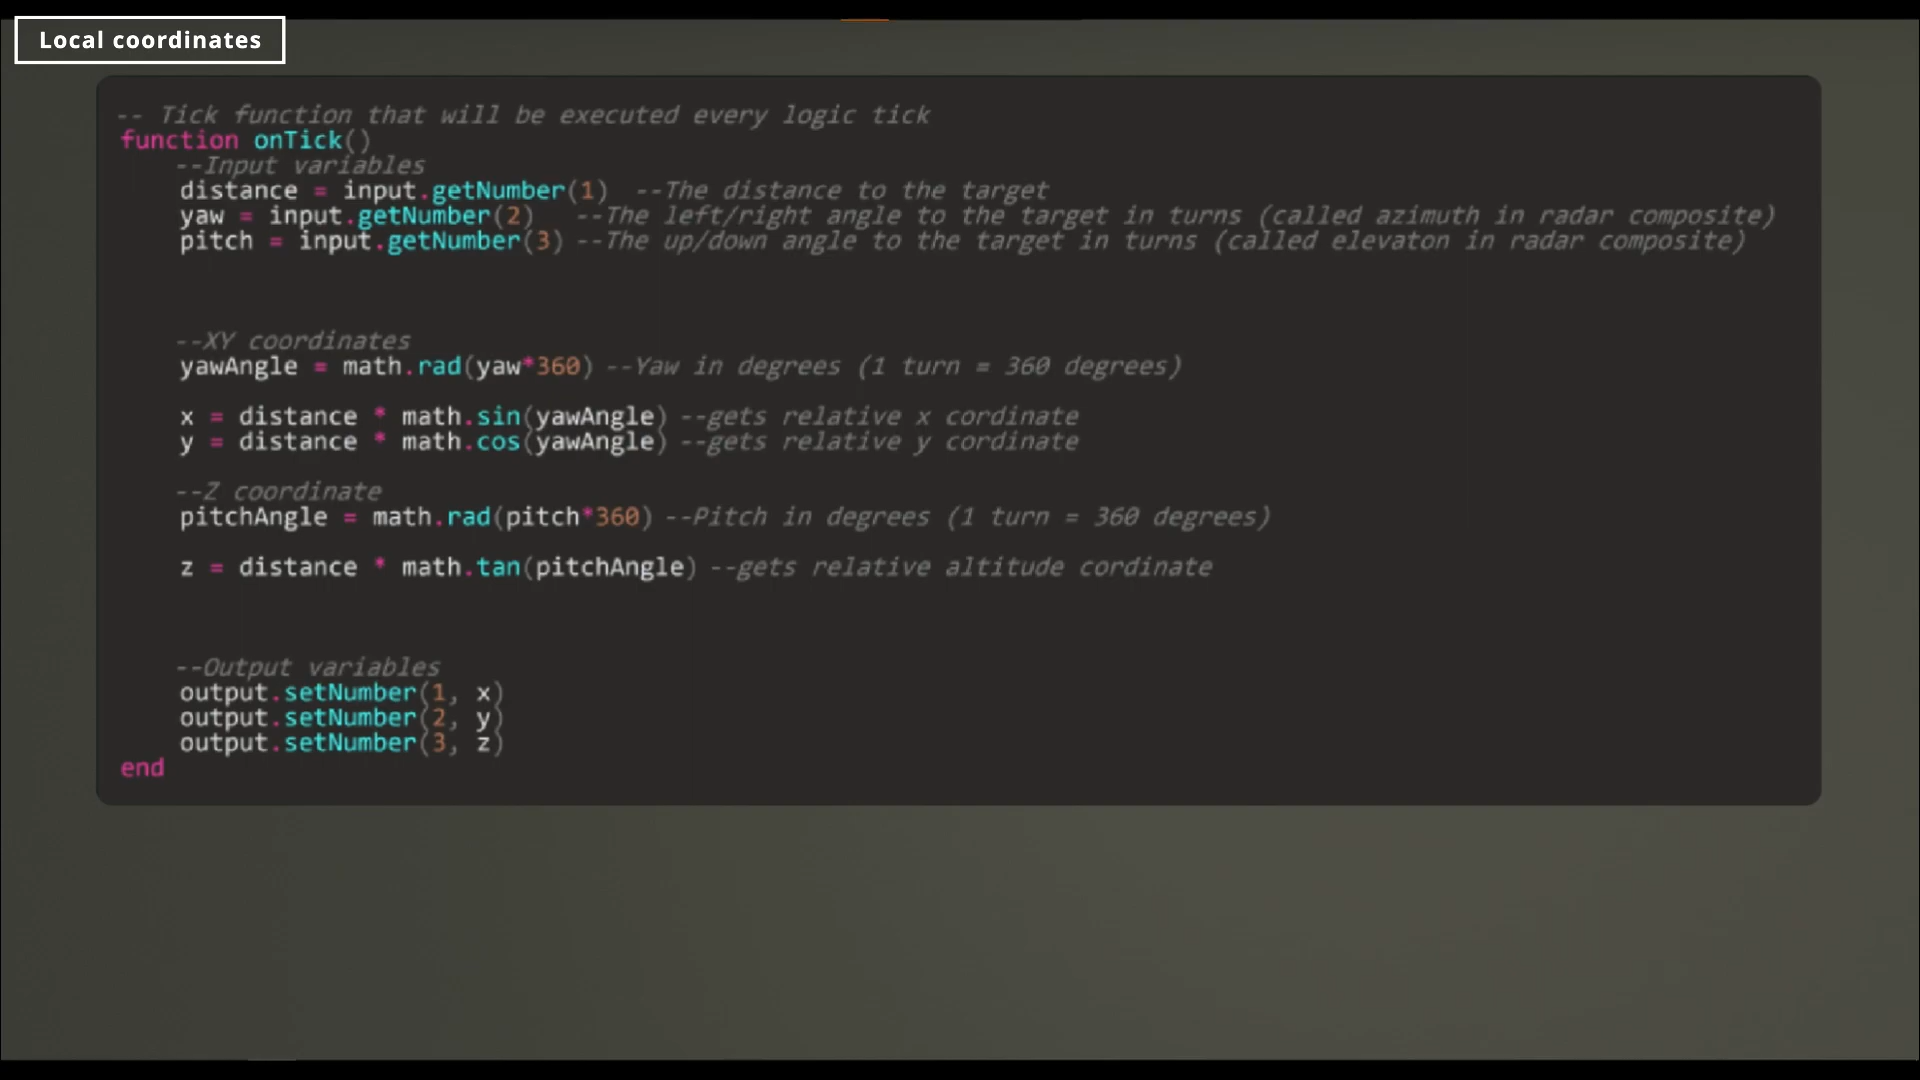 Local coordinates
-- Tick function that will be executed every logic tick
function onTick()
--Input variables
distance = input.getNumber(1) --The distance to the target
yaw = input.getNumber(2) --The left/right angle to the target in turns (called azimuth in radar composite)
pitch = input.getNumber(3) --The up/down angle to the target in turns (called elevaton in radar composite)
--XY coordinates
yawAngle = math.rad(yaw*360) --Yaw in degrees (1 turn = 360 degrees)
x = distance * math.sin(yawAngle) --gets relative x cordinate
y = distance * math.cos(yawAngle) --gets relative y cordinate
--Z coordinate
pitchAngle = math.rad(pitch*360) --Pitch in degrees (1 turn = 360 degrees)
z = distance * math.tan(pitchAngle) --gets relative altitude cordinate
--Output variables
output.setNumber(1, x)
output.setNumber(2, y)
output.setNumber(3, z)
end